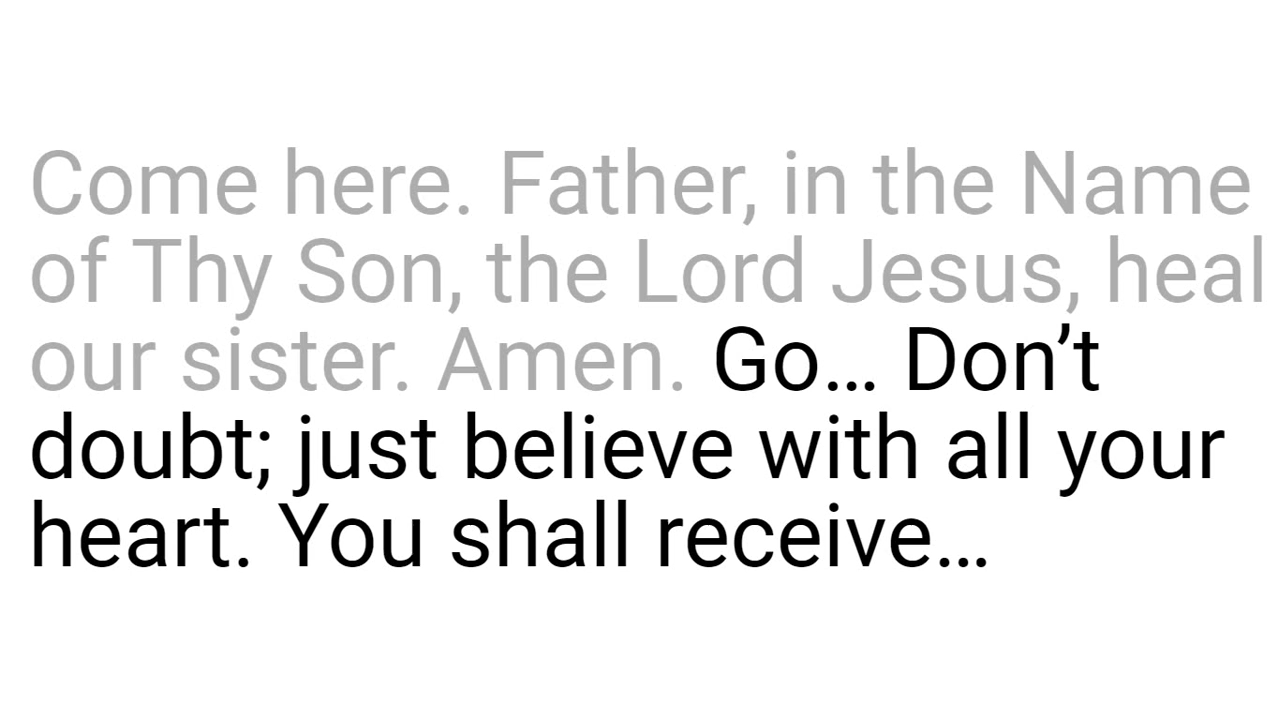 Come here. Father, in the Name
of Thy Son, the Lord Jesus, heal
our sister. Amen. Go… Don’t
doubt; just believe with all your
heart. You shall receive…